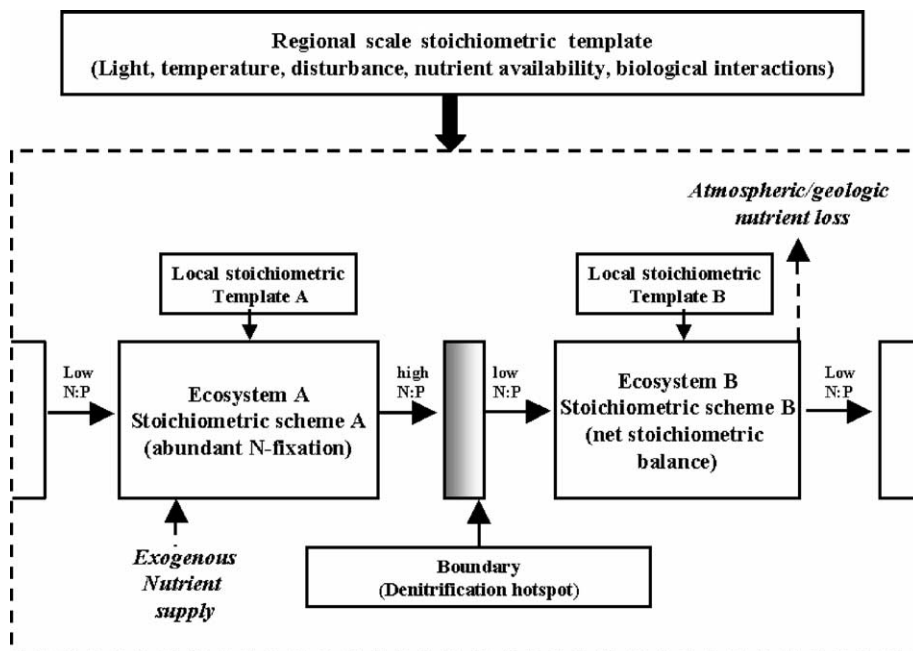 Regional scale stoichiometric template
(Light, temperature, disturbance, nutrient availability, biological interactions)
Atmospheric/geologic
nutrient loss
Local stoichiometric
Template A
Local stoichiometric
Template B
Low
N:P
Ecosystem A
Stoichiometric scheme A
(abundant N-fixation)
high
N:P
low
N:P
Ecosystem B
Stoichiometric scheme B
(net stoichiometric
balance)
Low
N:P
Exogenous
Nutrient
supply
Boundary
(Denitrification hotspot)